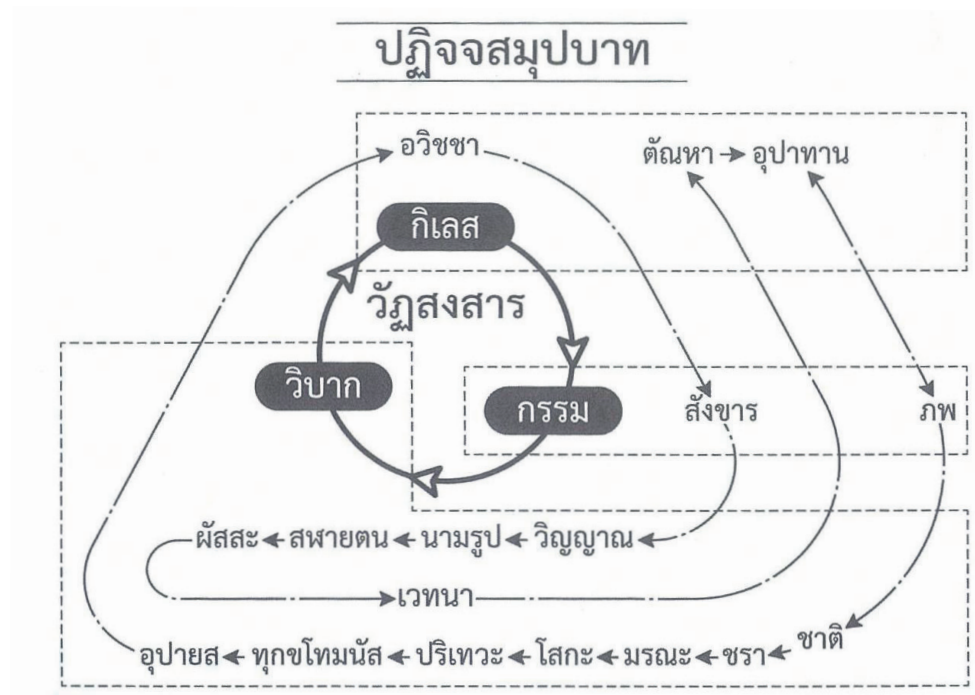 ปฏิจจสมุปบาท
อวิชชา ตัณหา อุปาทาน
กิเลส
วัฏสงสาร
วิบาก กรรม สังขาร ภพ
ผัสสะ สฬายตน นามรูป วิญญาณ
เวทนา
อุปายส ทุกขโทมนัส ปริเทวะ โสกะ มรณะ ชรา ชาติ